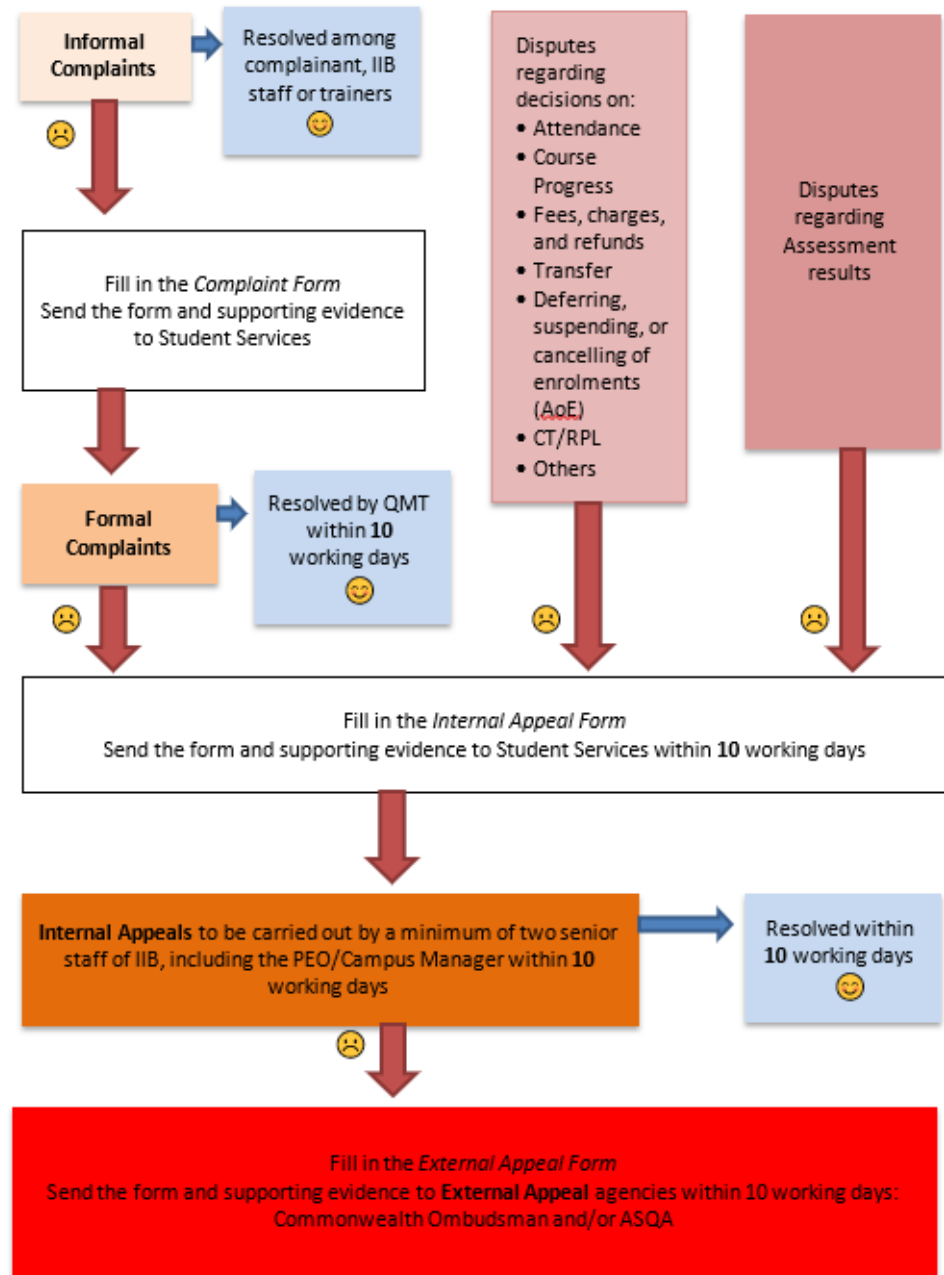 Informal
Complaints
Resolved among
complainant, IIB
staff or trainers
Fill in the Complaint Form
Send the form and supporting evidence
to Student Services
Formal
Complaints
Resolved by QMT
within 10
working days
Disputes
regarding
decisions on:
• Attendance
• Course
Progress
• Fees, charges,
and refunds
• Transfer
• Deferring,
suspending, or
cancelling of
enrolments
(AoE)
• CT/RPL
• Others
Disputes
regarding
Assessment
results
Fill in the Internal Appeal Form
Send the form and supporting evidence to Student Services within 10 working days
Internal Appeals to be carried out by a minimum of two senior
staff of IIB, including the PEO/Campus Manager within 10
working days
Resolved within
10 working days
Fill in the External Appeal Form
Send the form and supporting evidence to External Appeal agencies within 10 working days:
Commonwealth Ombudsman and/or ASQA